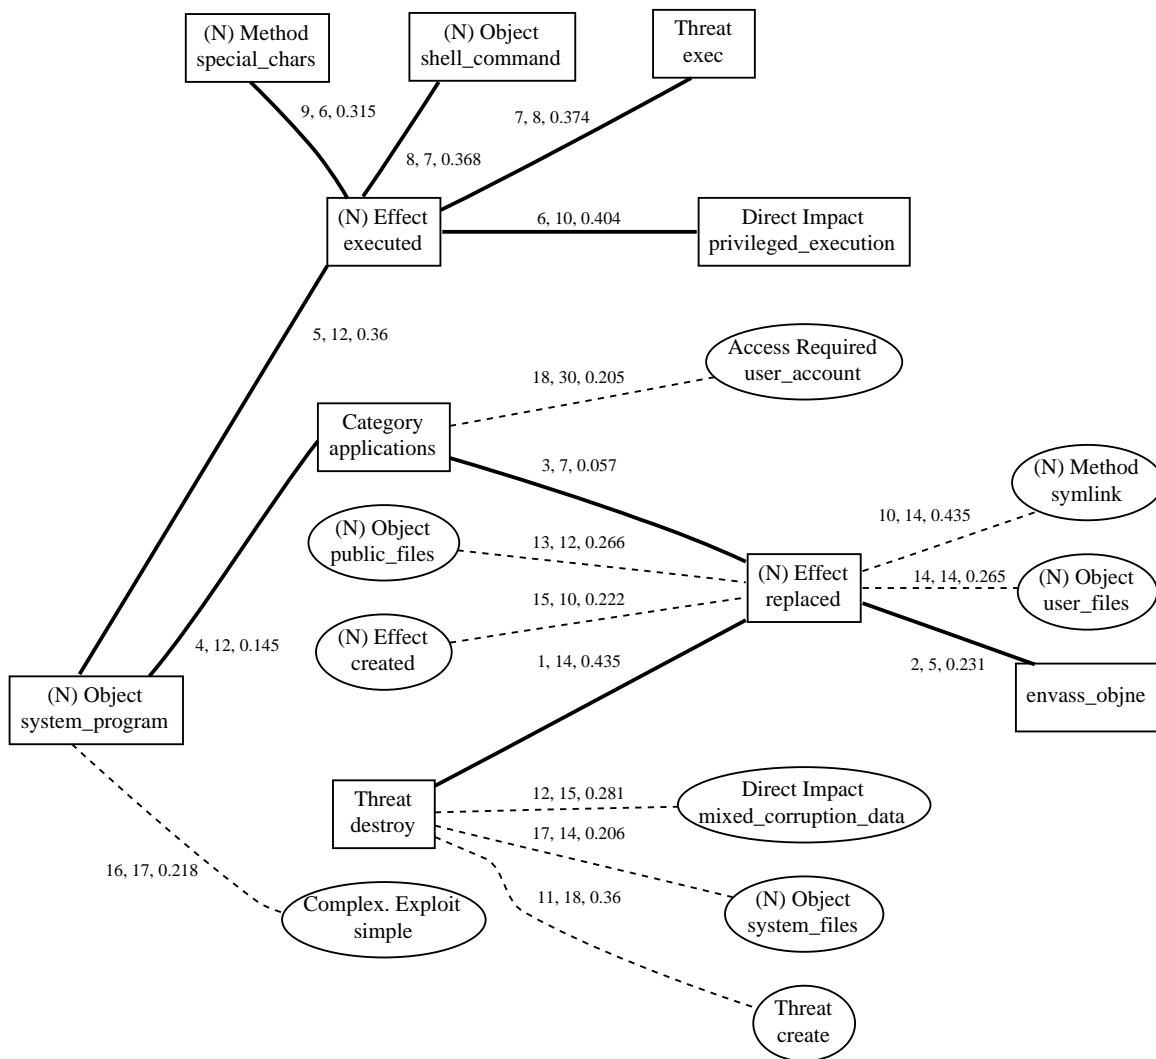 (N) Method
special_chars
(N) Object
shell_command
Threat
exec
9, 6, 0.315
8, 7, 0.368
7, 8, 0.374
(N) Effect
executed
6, 10, 0.404
Direct Impact
privileged_execution
5, 12, 0.36
Access Required
user_account
18, 30, 0.205
Category
applications
3, 7, 0.057
(N) Method
symlink
10, 14, 0.435
(N) Object
public_files
13, 12, 0.266
(N) Effect
replaced
14, 14, 0.265
(N) Object
user_files
15, 10, 0.222
(N) Effect
created
4, 12, 0.145
1, 14, 0.435
2, 5, 0.231
(N) Object
system_program
envass_objne
Threat
destroy
12, 15, 0.281
Direct Impact
mixed_corruption_data
17, 14, 0.206
16, 17, 0.218
11, 18, 0.36
Complex. Exploit
simple
(N) Object
system_files
Threat
create